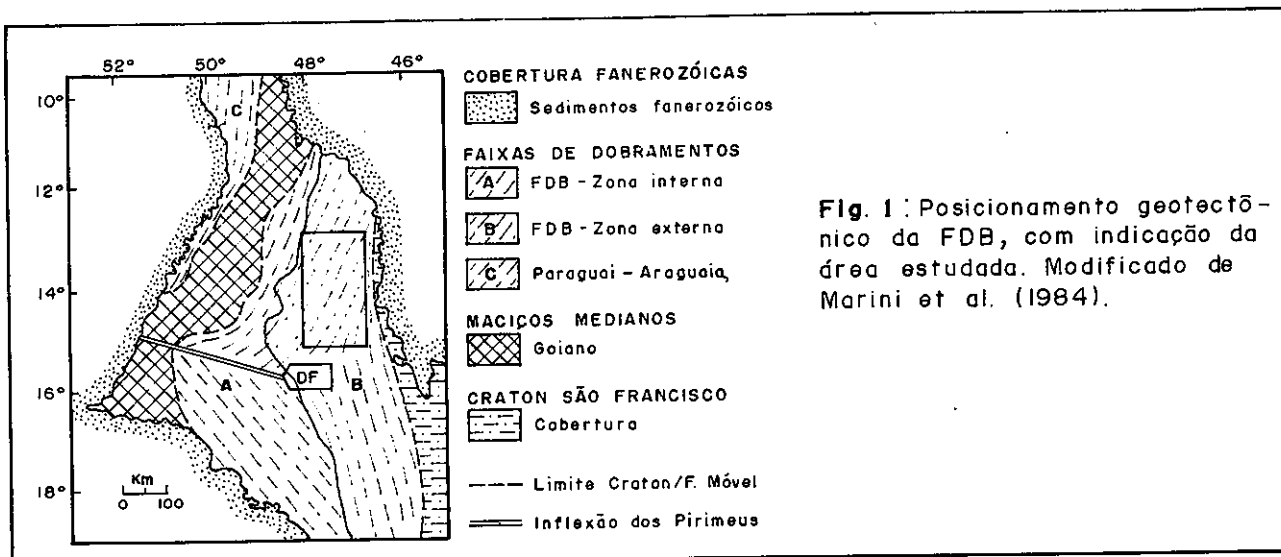 52° 50° 48° 46°
10°
12°
14°
16°
18°
C
A
B
DF
Km
0 100
COBERTURA FANEROZÓICAS
Sedimentos fanerozóicos
FAIXAS DE DOBRAMENTOS
A FDB - Zona interna
B FDB - Zona externa
C Paraguai - Araguaia,
MACIÇOS MEDIANOS
Goiano
CRATON SÃO FRANCISCO
Cobertura
Limite Craton/F. Móvel
Inflexão dos Pirimeus
Fig. 1: Posicionamento geotectô-
nico da FDB, com indicação da
área estudada. Modificado de
Marini et al. (1984).